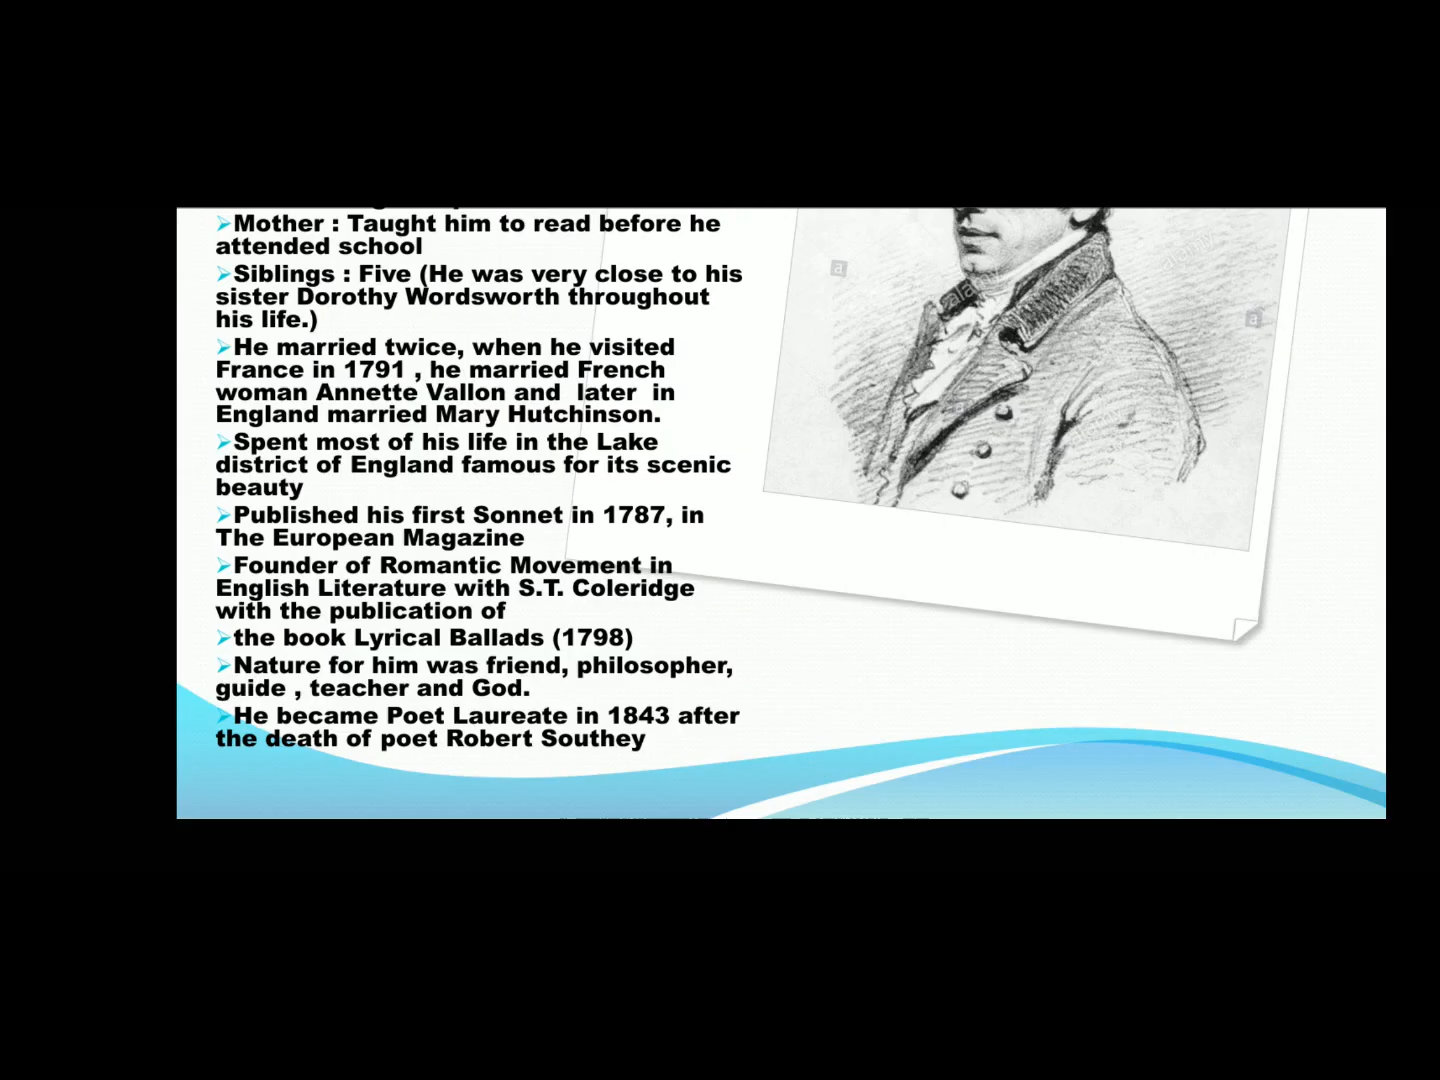 ➢Mother : Taught him to read before he
attended school
➢Siblings : Five (He was very close to his
sister Dorothy Wordsworth throughout
his life.)
➢He married twice, when he visited
France in 1791 , he married French
woman Annette Vallon and  later  in
England married Mary Hutchinson.
➢Spent most of his life in the Lake
district of England famous for its scenic
beauty
➢Published his first Sonnet in 1787, in
The European Magazine
➢Founder of Romantic Movement in
English Literature with S.T. Coleridge
with the publication of
➢the book Lyrical Ballads (1798)
➢Nature for him was friend, philosopher,
guide , teacher and God.
➢He became Poet Laureate in 1843 after
the death of poet Robert Southey
a
a
alamy